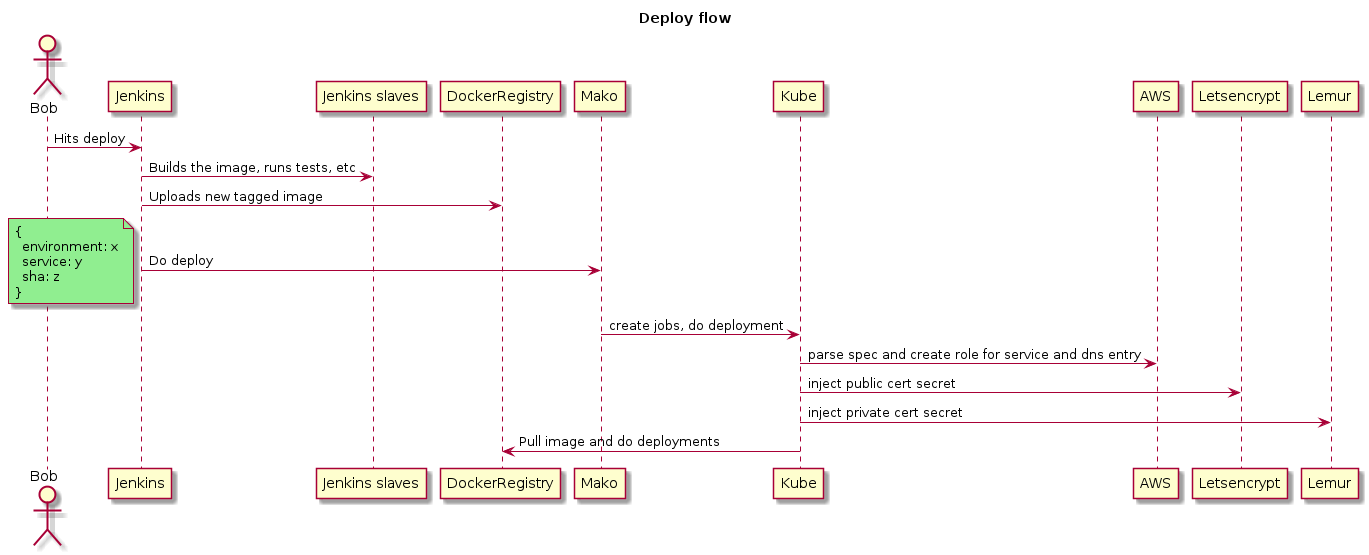 Deploy flow
Bob
Jenkins
Jenkins slaves
DockerRegistry
Mako
Kube
AWS
Letsencrypt
Lemur
Hits deploy
Builds the image, runs tests, etc
Uploads new tagged image
{
environment: x
service: y
sha: z
}
Do deploy
create jobs, do deployment
parse spec and create role for service and dns entry
inject public cert secret
inject private cert secret
Pull image and do deployments
Bob
Jenkins
Jenkins slaves
DockerRegistry
Mako
Kube
AWS
Letsencrypt
Lemur